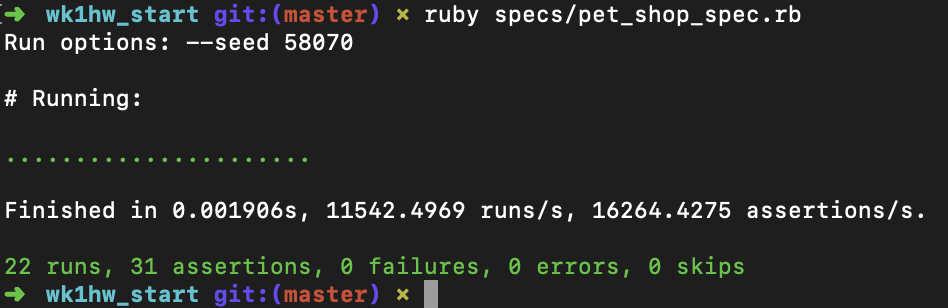 ➜ wk1hw_start git:(master) × ruby specs/pet_shop_spec.rb
Run options: --seed 58070
# Running:
......................
Finished in 0.001906s, 11542.4969 runs/s, 16264.4275 assertions/s.
22 runs, 31 assertions, 0 failures, 0 errors, 0 skips
➜ wk1hw_start git:(master) ×